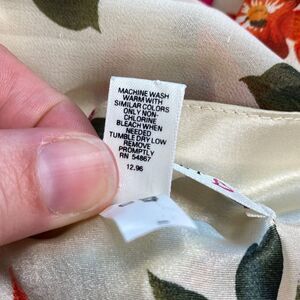 MACHINE WASH
WARM WITH
SIMILAR COLORS
ONLY NON-
CHLORINE
BLEACH WHEN
NEEDED
TUMBLE DRY LOW
REMOVE
PROMPTLY
RN 54867
12.96